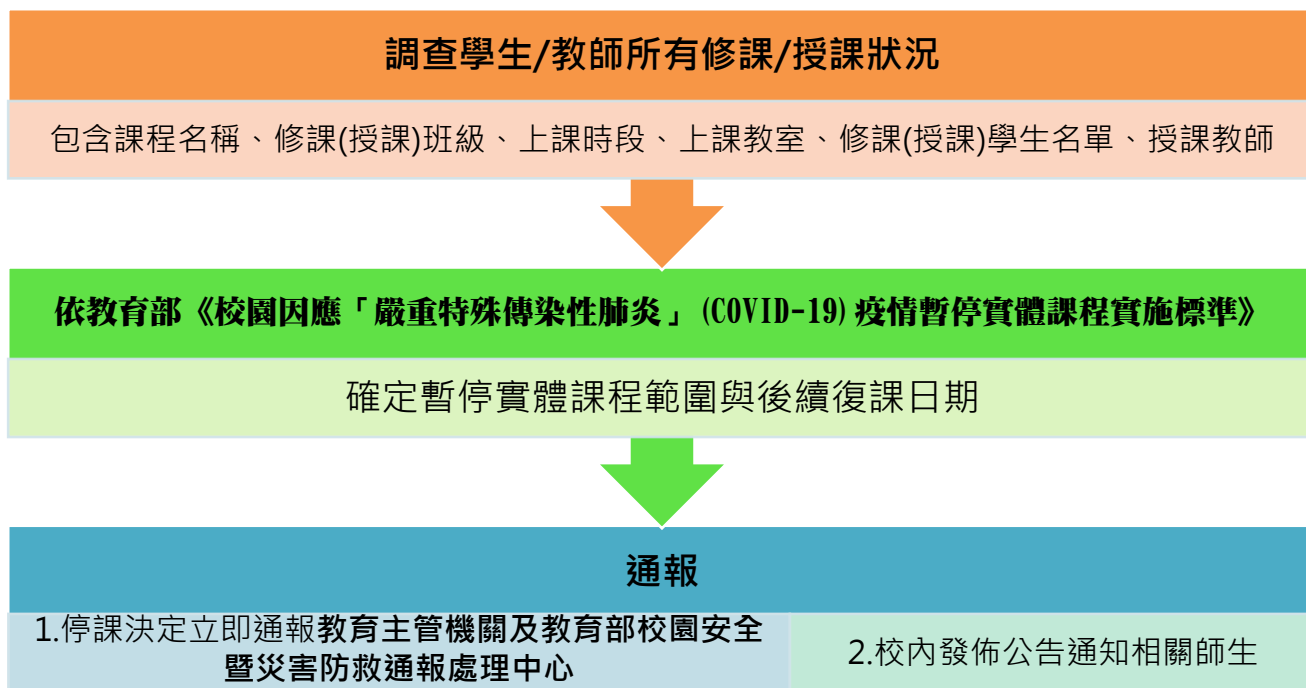 調查學生/教師所有修課/授課狀況
包含課程名稱、修課(授課)班級、上課時段、上課教室、修課(授課)學生名單、授課教師
依教育部《校園因應「嚴重特殊傳染性肺炎」(COVID-19)疫情暫停實體課程實施標準》
確定暫停實體課程範圍與後續復課日期
通報
1.停課決定立即通報教育主管機關及教育部校園安全
暨災害防救通報處理中心
2.校內發佈公告通知相關師生